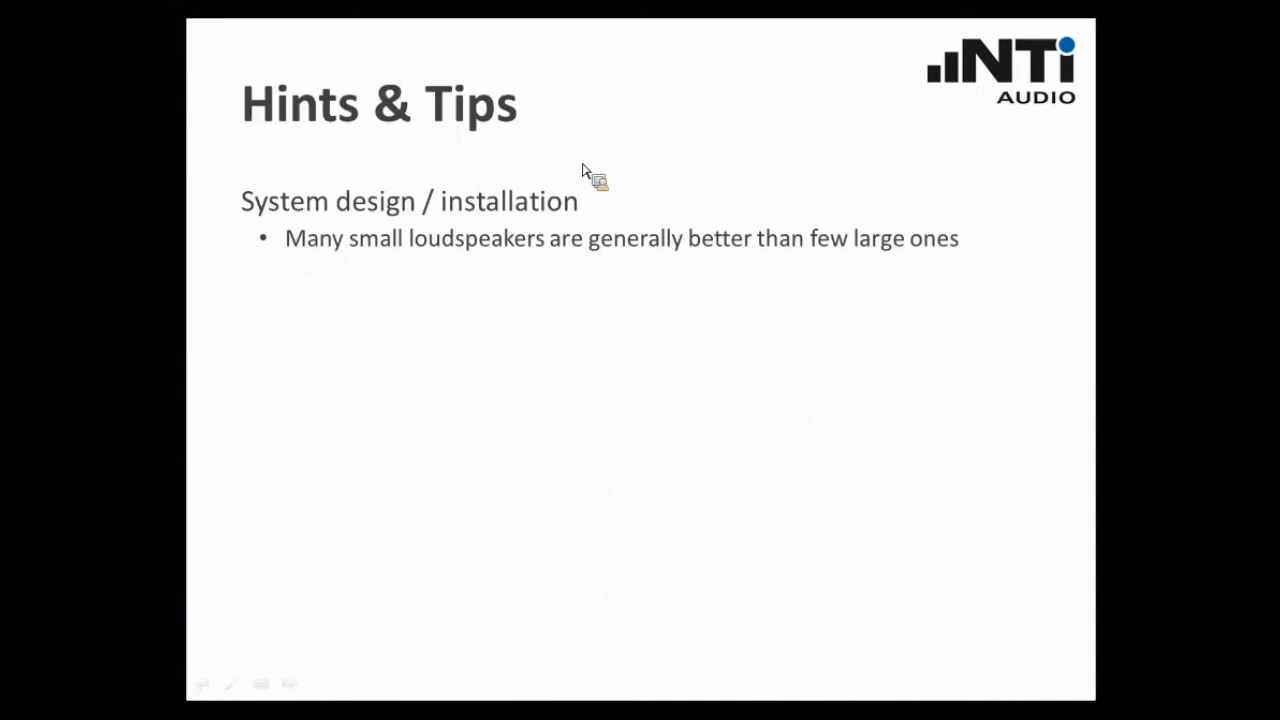 NTi
AUDIO
Hints & Tips
System design / installation
• Many small loudspeakers are generally better than few large ones